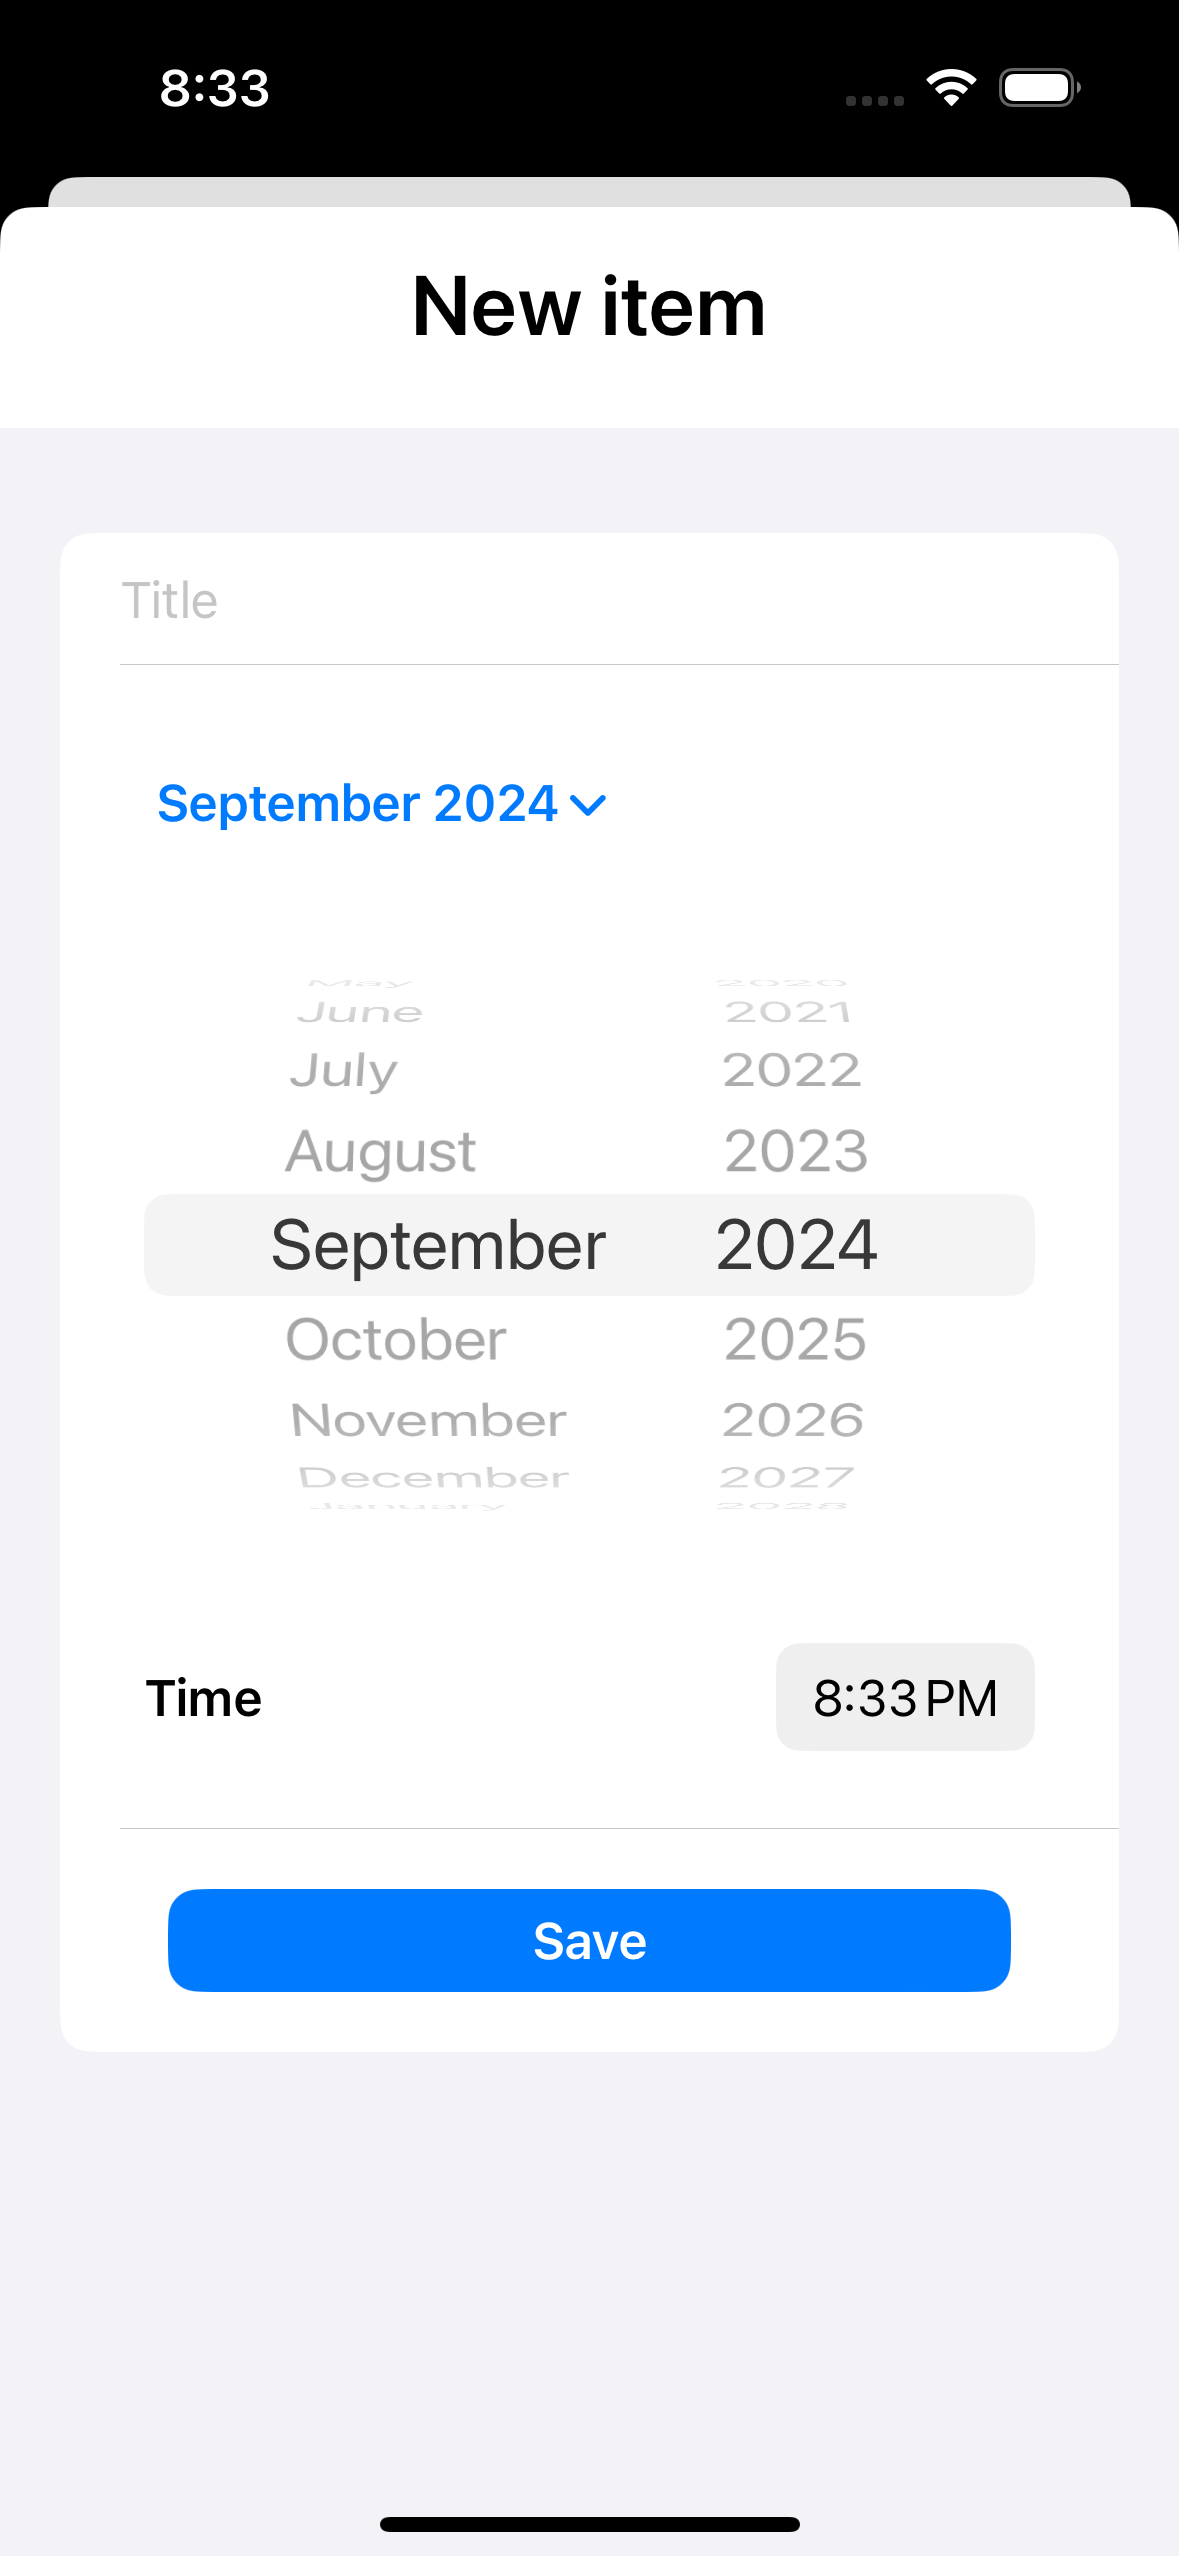 8:33
New item
Title
September 2024
May 2020
June 2021
July 2022
August 2023
September 2024
October 2025
November 2026
December 2027
January 2028
Time 8:33 PM
Save